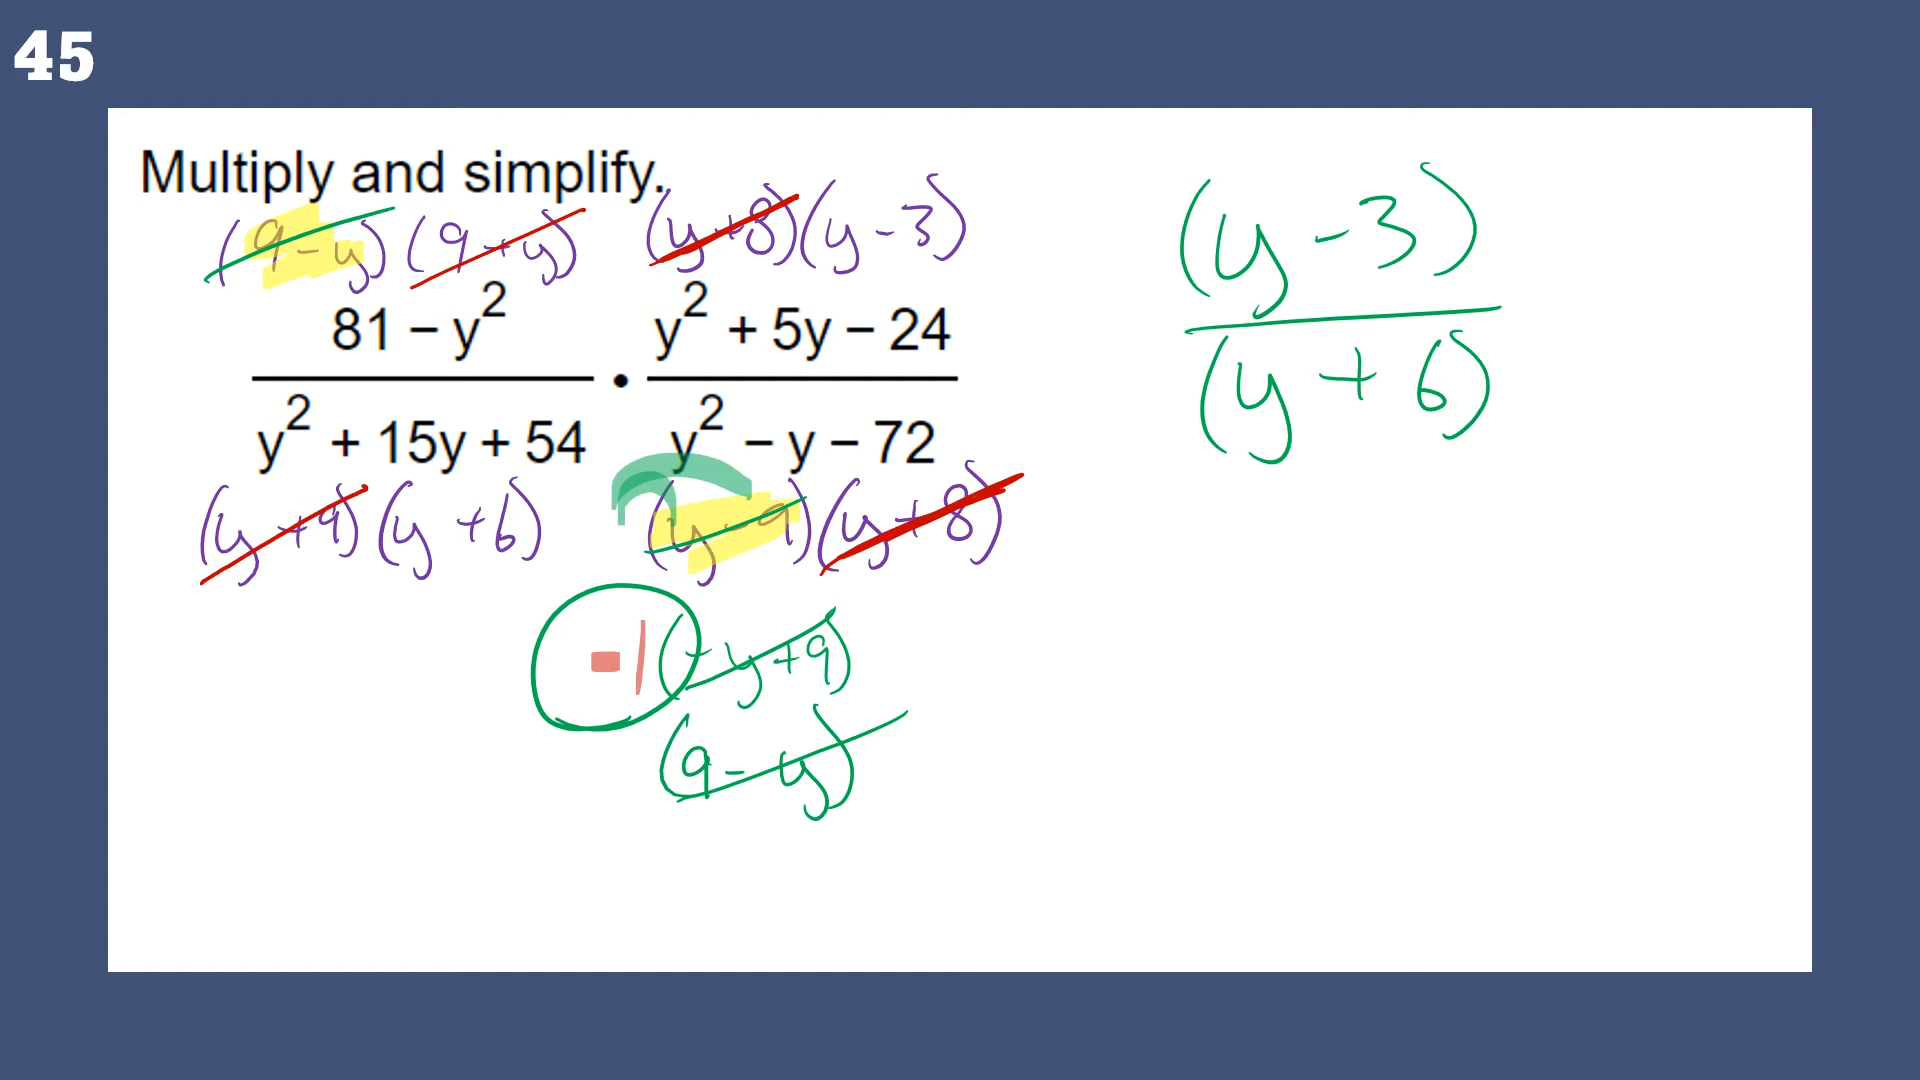 45
Multiply and simplify.
(9-y)(9+y) (y+8)(y-3)
81 − y² • y² + 5y − 24
y² + 15y + 54 y² − y − 72
(y+9)(y+6) (y-9)(y+8)
-1(-y+9)
(9-y)
(y-3)
(y+6)